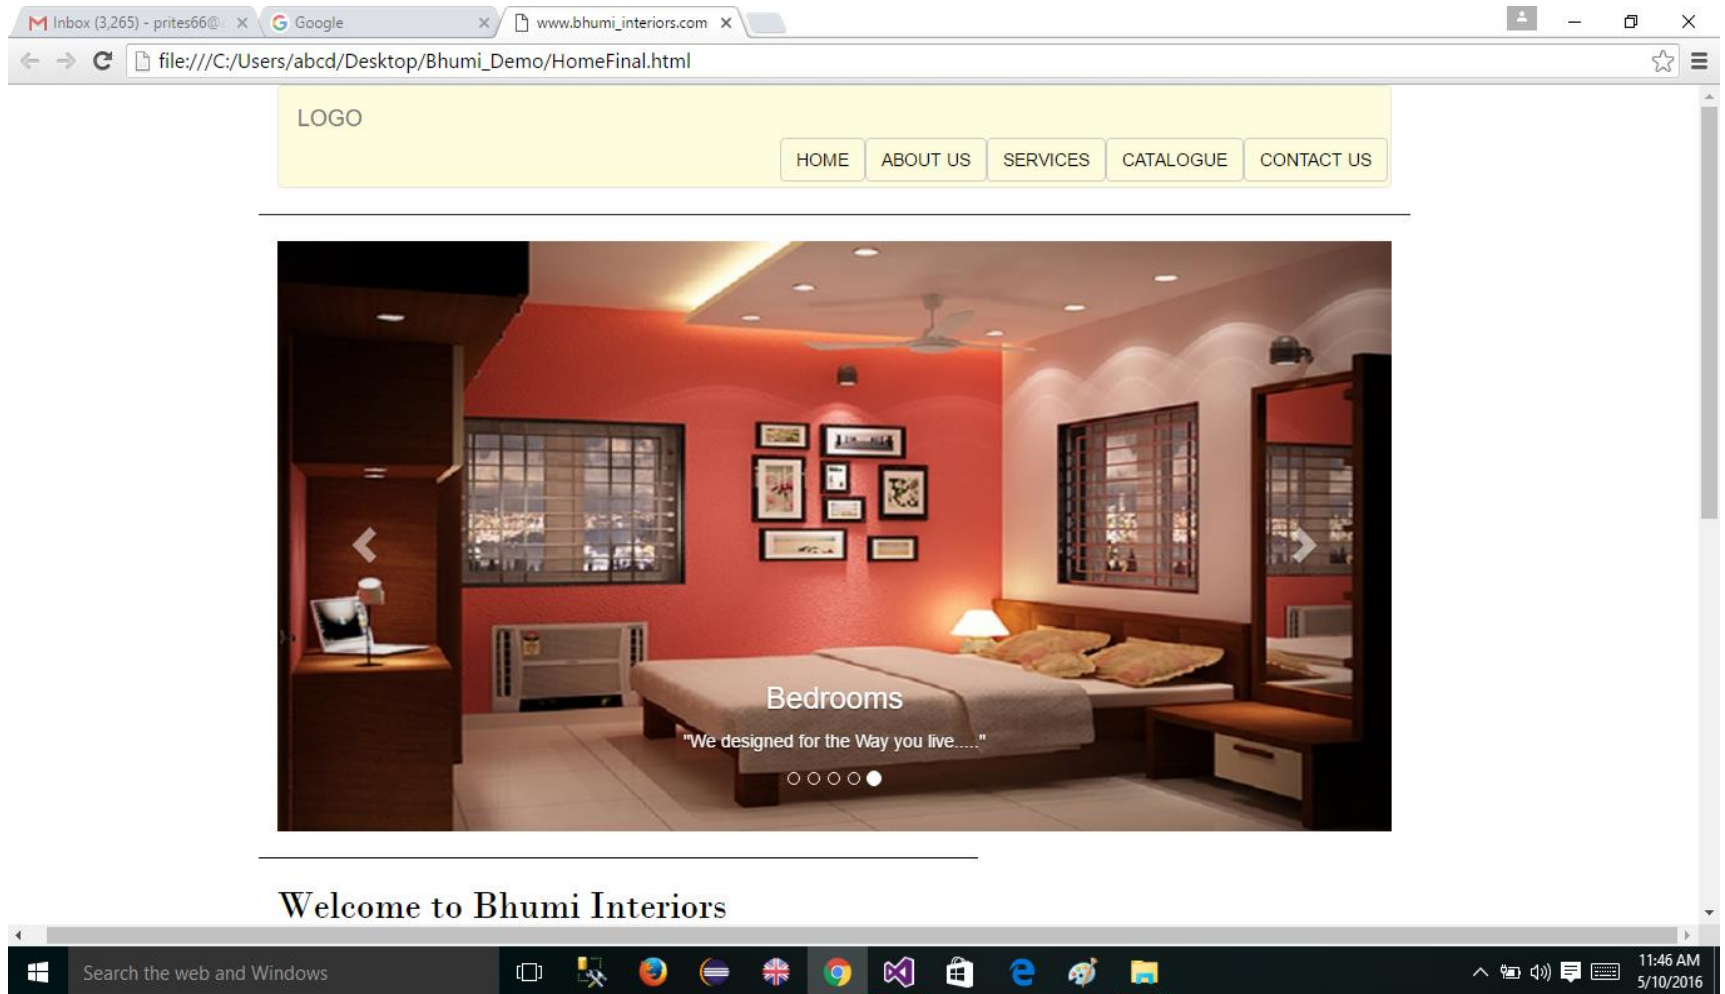 Inbox (3,265) - prites66@
Google
www.bhumi_interiors.com
file:///C:/Users/abcd/Desktop/Bhumi_Demo/HomeFinal.html
LOGO
HOME ABOUT US SERVICES CATALOGUE CONTACT US
Bedrooms
"We designed for the Way you live....."
Welcome to Bhumi Interiors
Search the web and Windows
11:46 AM
5/10/2016